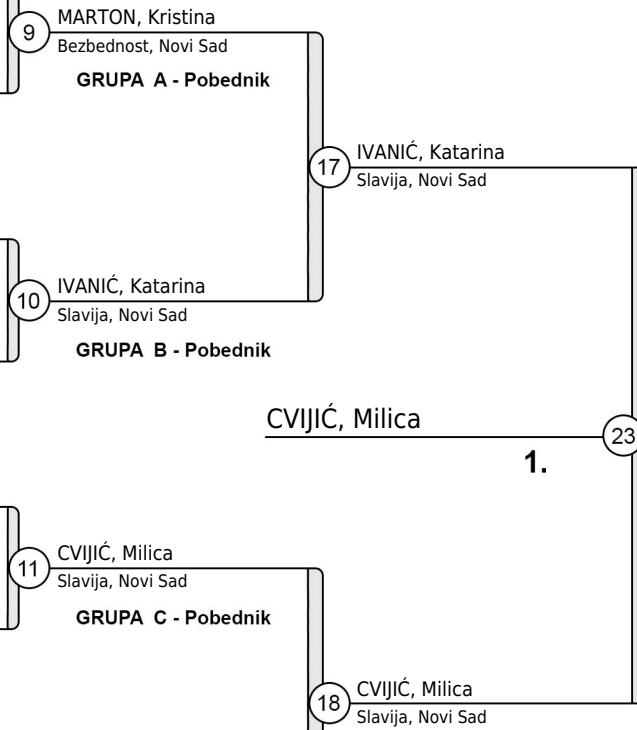 9
MARTON, Kristina
Bezbednost, Novi Sad
GRUPA A - Pobednik
17
IVANIĆ, Katarina
Slavija, Novi Sad
10
IVANIĆ, Katarina
Slavija, Novi Sad
GRUPA B - Pobednik
CVIJIĆ, Milica
23
1.
11
CVIJIĆ, Milica
Slavija, Novi Sad
GRUPA C - Pobednik
18
CVIJIĆ, Milica
Slavija, Novi Sad